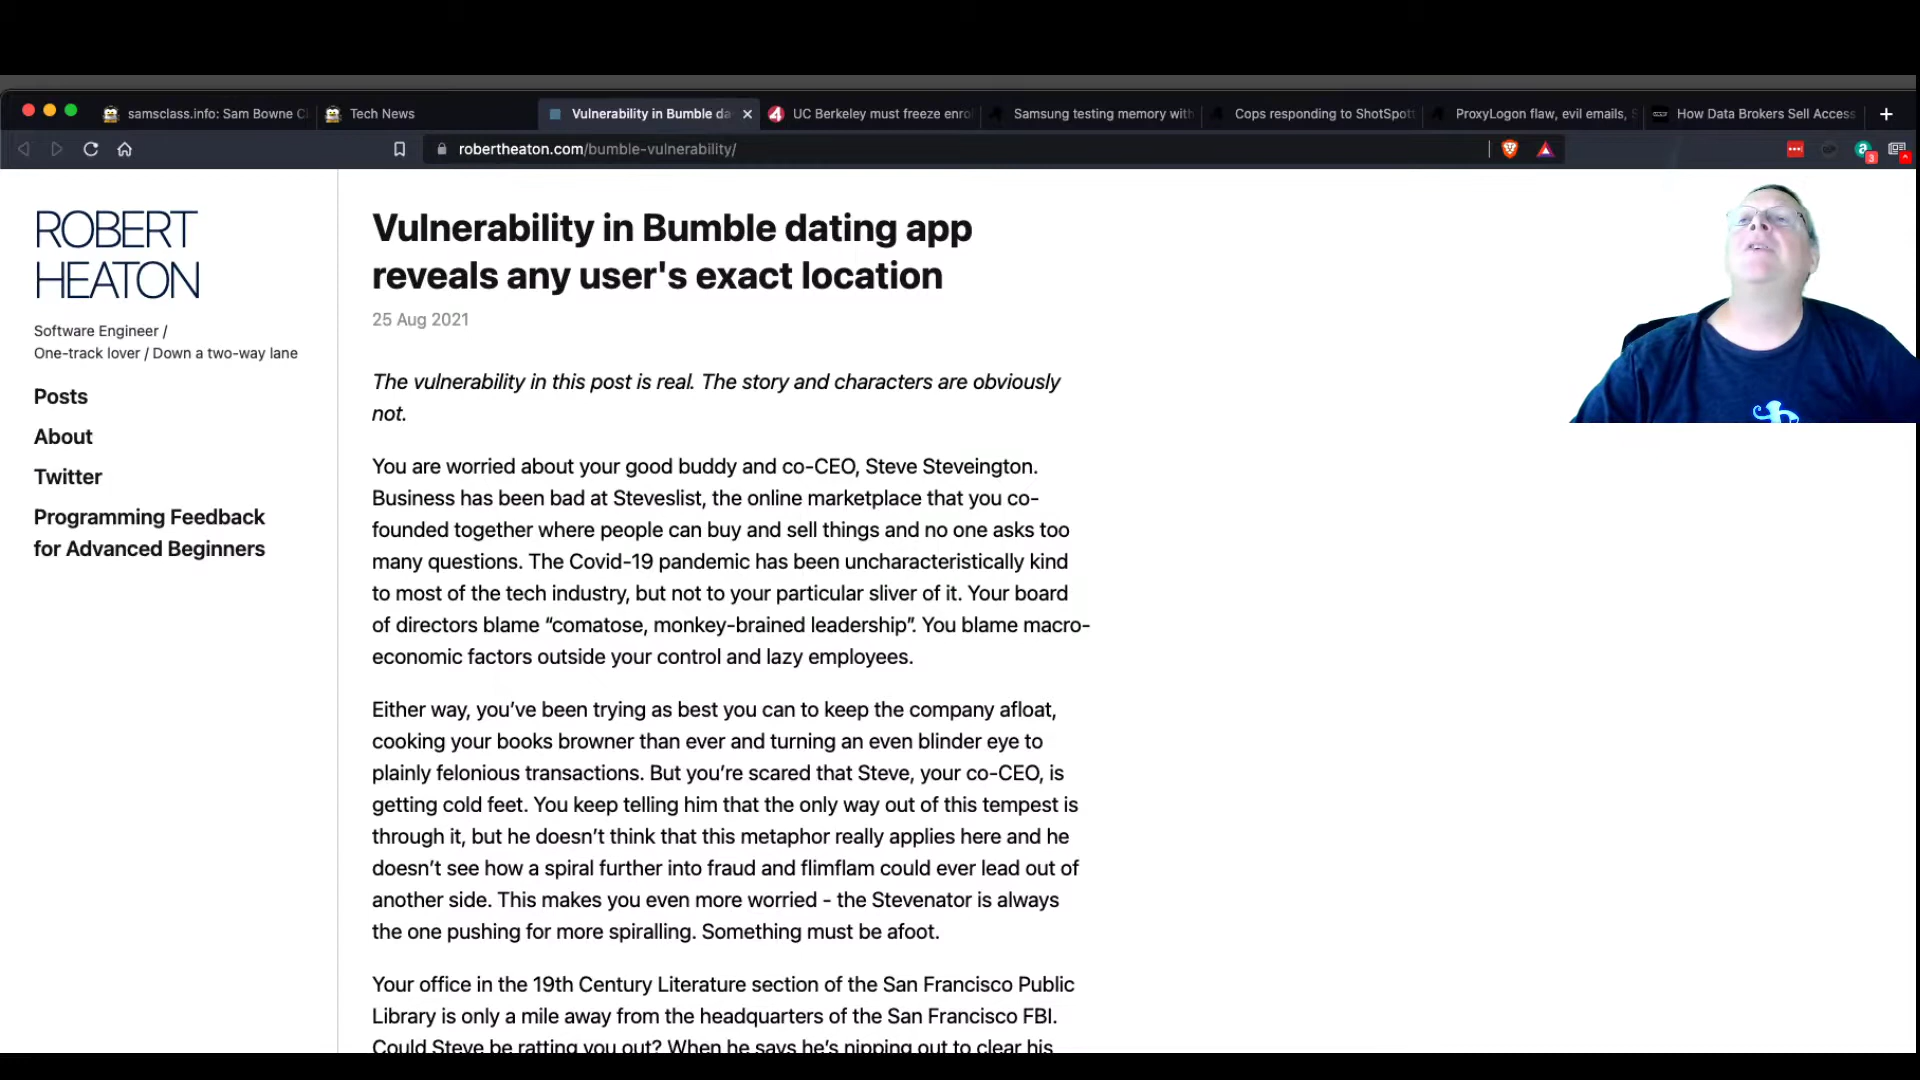 samsclass.info: Sam Bowne Cl
Tech News
Vulnerability in Bumble da
UC Berkeley must freeze enrol
Samsung testing memory with
Cops responding to ShotSpott
ProxyLogon flaw, evil emails, S
How Data Brokers Sell Access
robertheaton.com/bumble-vulnerability/
3
ROBERT
HEATON
Software Engineer /
One-track lover / Down a two-way lane
Posts
About
Twitter
Programming Feedback
for Advanced Beginners
Vulnerability in Bumble dating app
reveals any user's exact location
25 Aug 2021
The vulnerability in this post is real. The story and characters are obviously
not.
You are worried about your good buddy and co-CEO, Steve Steveington.
Business has been bad at Steveslist, the online marketplace that you co-
founded together where people can buy and sell things and no one asks too
many questions. The Covid-19 pandemic has been uncharacteristically kind
to most of the tech industry, but not to your particular sliver of it. Your board
of directors blame “comatose, monkey-brained leadership”. You blame macro-
economic factors outside your control and lazy employees.
Either way, you’ve been trying as best you can to keep the company afloat,
cooking your books browner than ever and turning an even blinder eye to
plainly felonious transactions. But you’re scared that Steve, your co-CEO, is
getting cold feet. You keep telling him that the only way out of this tempest is
through it, but he doesn’t think that this metaphor really applies here and he
doesn’t see how a spiral further into fraud and flimflam could ever lead out of
another side. This makes you even more worried - the Stevenator is always
the one pushing for more spiralling. Something must be afoot.
Your office in the 19th Century Literature section of the San Francisco Public
Library is only a mile away from the headquarters of the San Francisco FBI.
Could Steve be ratting you out? When he says he’s nipping out to clear his